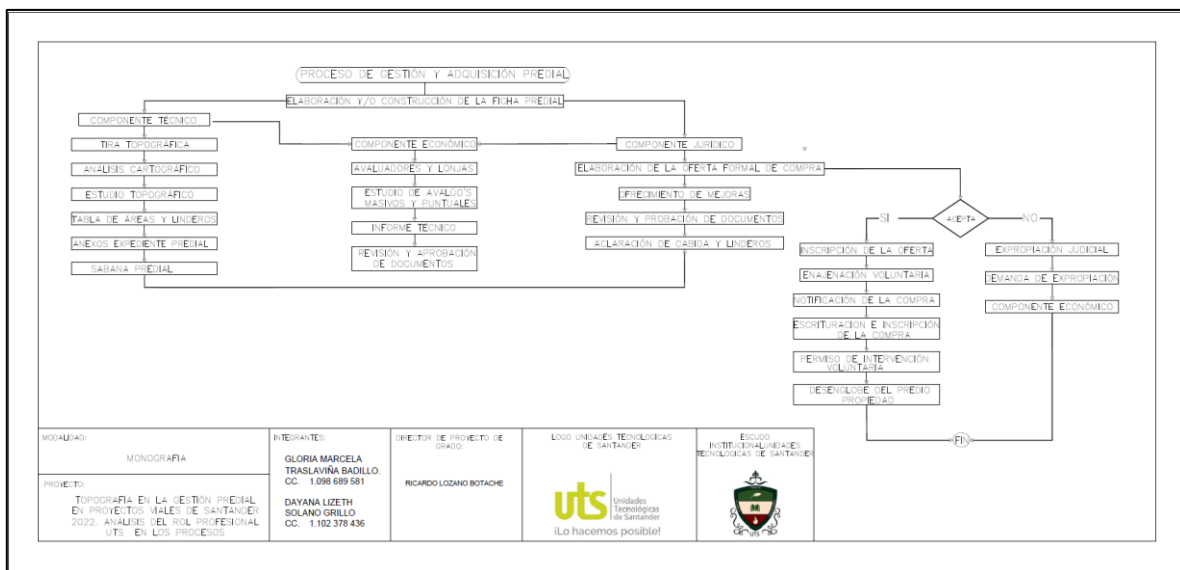 PROCESO DE GESTIÓN Y ADQUISICIÓN PREDIAL
ELABORACIÓN Y/O CONSTRUCCIÓN DE LA FICHA PREDIAL
COMPONENTE TÉCNICO
TIRA TOPOGRÁFICA
ANÁLISIS CARTOGRÁFICO
ESTUDIO TOPOGRÁFICO
TABLA DE ÁREAS Y LINDEROS
ANEXOS EXPEDIENTE PREDIAL
SABANA PREDIAL
COMPONENTE ECONÓMICO
AVALUADORES Y LONJAS
ESTUDIO DE AVALÚO'S
MASIVOS Y PUNTUALES
INFORME TÉCNICO
REVISIÓN Y APROBACIÓN
DE DOCUMENTOS
COMPONENTE JURÍDICO
ELABORACIÓN DE LA OFERTA FORMAL DE COMPRA
OFRECIMIENTO DE MEJORAS
REVISIÓN Y PROBACIÓN DE DOCUMENTOS
ACLARACIÓN DE CABIDA Y LINDEROS
ACEPTA
SI
NO
INSCRIPCIÓN DE LA OFERTA
ENAJENACIÓN VOLUNTARIA
NOTIFICACIÓN DE LA COMPRA
ESCRITURACION E INSCRIPCIÓN
DE LA COMPRA
PERMISO DE INTERVENCIÓN
VOLUNTARIA
DESENGLOBE DEL PREDIO
PROPIEDAD
EXPROPIACIÓN JUDICIAL
DEMANDA DE EXPROPIACIÓN
COMPONENTE ECONÓMICO
FIN
MODALIDAD:
MONOGRAFIA
PROYECTO:
TOPOGRAFIA EN LA GESTIÓN PREDIAL
EN PROYECTOS VIALES DE SANTANDER
2022. ANÁLISIS DEL ROL PROFESIONAL
UTS EN LOS PROCESOS
INTEGRANTES:
GLORIA MARCELA
TRASLAVIÑA BADILLO.
CC. 1.098 689 581
DAYANA LIZETH
SOLANO GRILLO
CC. 1.102 378 436
DIRECTOR DE PROYECTO DE
GRADO:
RICARDO LOZANO BOTACHE
LOGO UNIDADES TECNOLOGICAS
DE SANTANDER
uts
Unidades
Tecnológicas
de Santander
¡Lo hacemos posible!
ESCUDO
INSTITUCIONALUNIDADES
TECNOLOGICAS DE SANTANDER
UTS